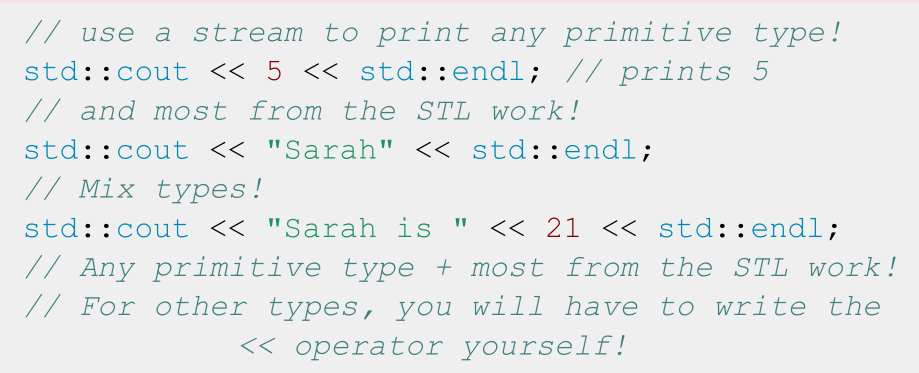 // use a stream to print any primitive type!
std::cout << 5 << std::endl; // prints 5
// and most from the STL work!
std::cout << "Sarah" << std::endl;
// Mix types!
std::cout << "Sarah is " << 21 << std::endl;
// Any primitive type + most from the STL work!
// For other types, you will have to write the
<< operator yourself!